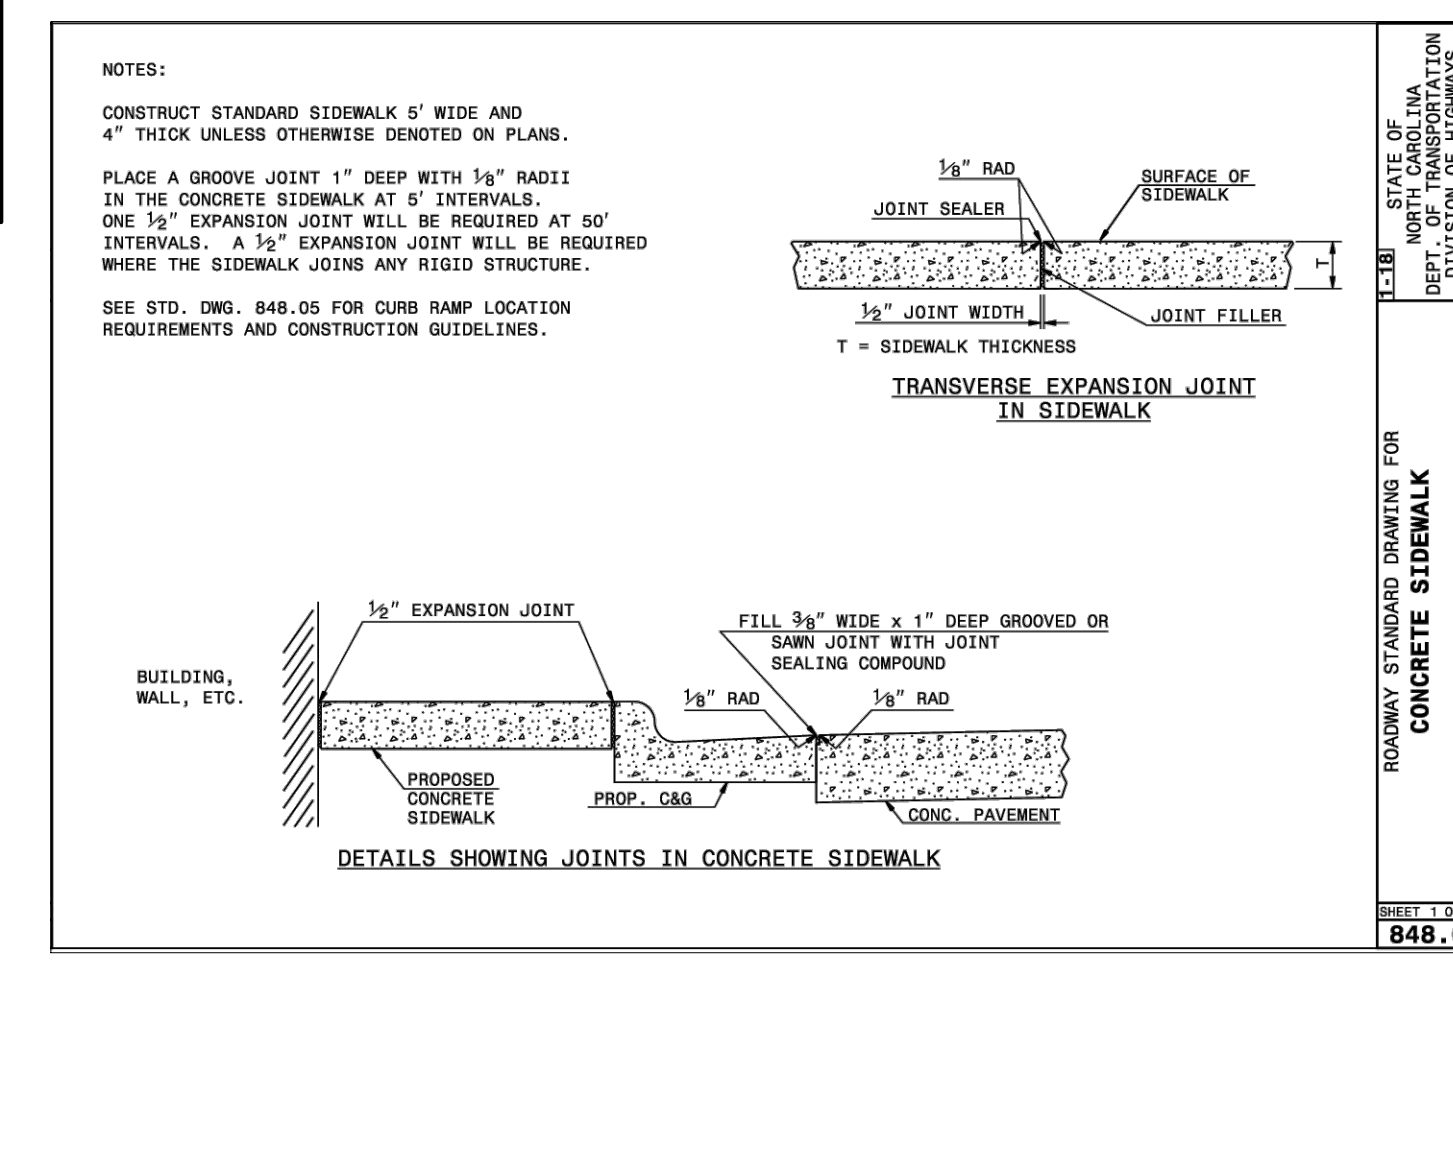 NOTES:
CONSTRUCT STANDARD SIDEWALK 5' WIDE AND
4" THICK UNLESS OTHERWISE DENOTED ON PLANS.
PLACE A GROOVE JOINT 1" DEEP WITH ⅛" RADII
IN THE CONCRETE SIDEWALK AT 5' INTERVALS.
ONE ½" EXPANSION JOINT WILL BE REQUIRED AT 50'
INTERVALS. A ½" EXPANSION JOINT WILL BE REQUIRED
WHERE THE SIDEWALK JOINS ANY RIGID STRUCTURE.
SEE STD. DWG. 848.05 FOR CURB RAMP LOCATION
REQUIREMENTS AND CONSTRUCTION GUIDELINES.
⅛" RAD
JOINT SEALER
SURFACE OF
SIDEWALK
T
½" JOINT WIDTH
JOINT FILLER
T = SIDEWALK THICKNESS
TRANSVERSE EXPANSION JOINT
IN SIDEWALK
½" EXPANSION JOINT
BUILDING,
WALL, ETC.
FILL ⅜" WIDE x 1" DEEP GROOVED OR
SAWN JOINT WITH JOINT
SEALING COMPOUND
⅛" RAD
⅛" RAD
PROPOSED
CONCRETE
SIDEWALK
PROP. C&G
CONC. PAVEMENT
DETAILS SHOWING JOINTS IN CONCRETE SIDEWALK
1-18
STATE OF
NORTH CAROLINA
DEPT. OF TRANSPORTATION
DIVISION OF HIGHWAYS
ROADWAY STANDARD DRAWING FOR
CONCRETE SIDEWALK
SHEET 1
848.